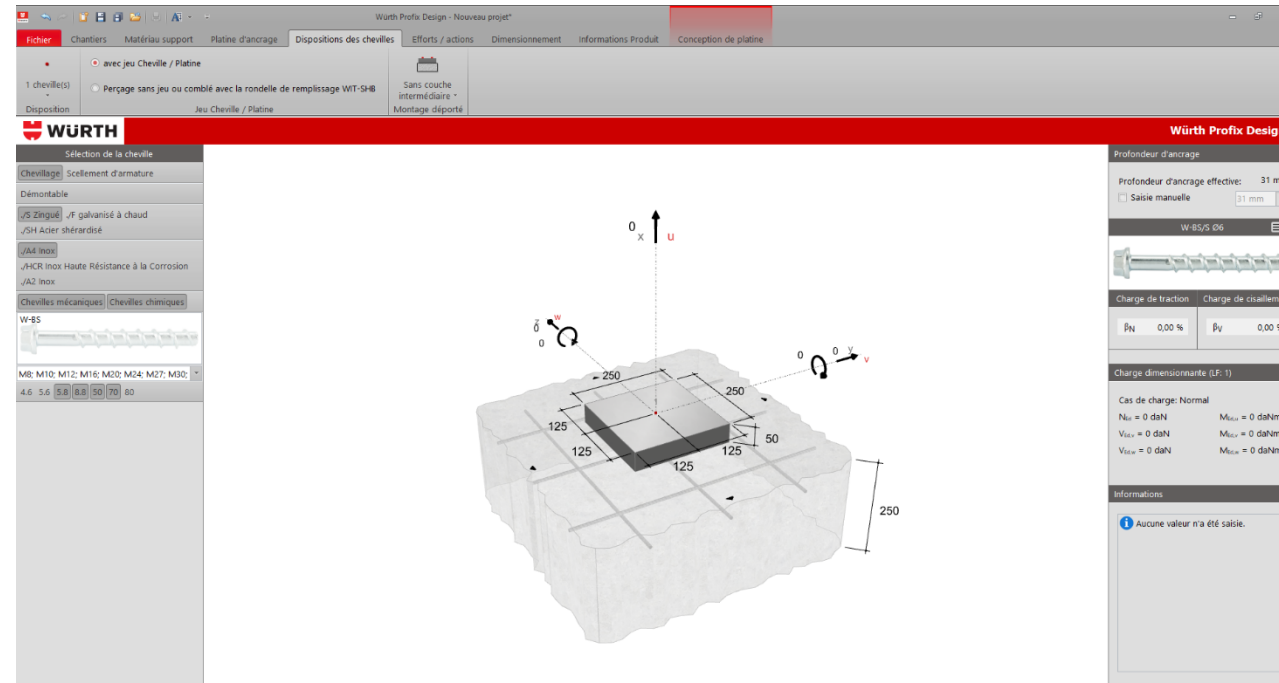 Würth Profix Design - Nouveau projet*
Fichier Chantiers Matériau support Platine d'ancrage Dispositions des chevilles Efforts / actions Dimensionnement Informations Produit Conception de platine
1 cheville(s)
Disposition
avec jeu Cheville / Platine
Perçage sans jeu ou comblé avec la rondelle de remplissage WIT-SHB
Jeu Cheville / Platine
Sans couche
intermédiaire
Montage déporté
WÜRTH
Würth Profix Desig
Sélection de la cheville
Chevillage Scellement d'armature
Démontable
./S Zingué ./F galvanisé à chaud
./SH Acier shérardisé
./A4 Inox
./HCR Inox Haute Résistance à la Corrosion
./A2 Inox
Chevilles mécaniques Chevilles chimiques
W-BS
M8; M10; M12; M16; M20; M24; M27; M30;
4.6 5.6 5.8 8.8 50 70 80
0
x u
z w
0
0
0 0 y
v
250
250
125
125
125
125
50
250
Profondeur d'ancrage
Profondeur d'ancrage effective: 31 m
Saisie manuelle 31 mm
W-BS/S Ø6
Charge de traction Charge de cisaillem
βN 0,00 % βV 0,00 %
Charge dimensionnante (LF: 1)
Cas de charge: Normal
NEd = 0 daN MEd,u = 0 daNm
VEd,v = 0 daN MEd,v = 0 daNm
VEd,w = 0 daN MEd,w = 0 daNm
Informations
Aucune valeur n'a été saisie.